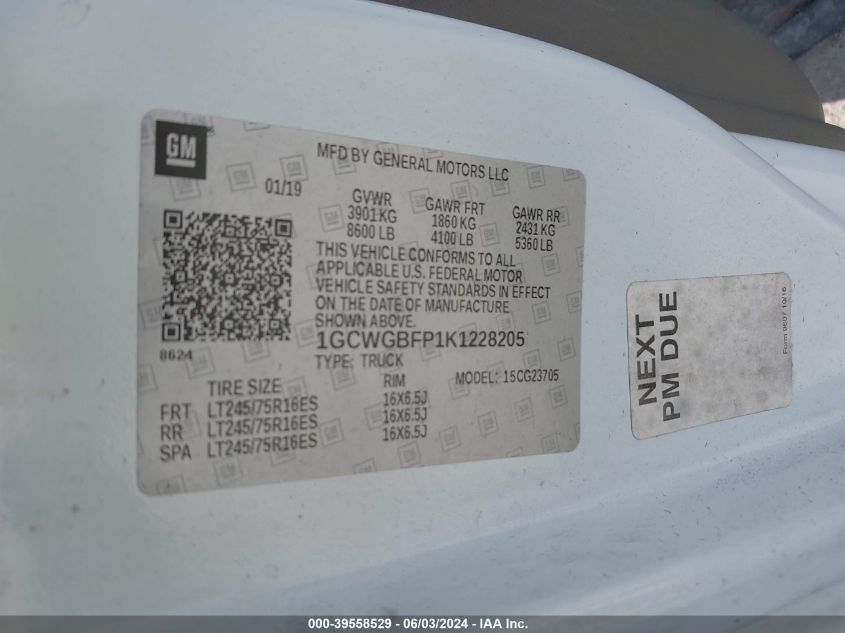 GM
MFD BY GENERAL MOTORS LLC
01/19
GVWR GAWR FRT GAWR RR
3901 KG 1860 KG 2431 KG
8600 LB 4100 LB 5360 LB
THIS VEHICLE CONFORMS TO ALL
APPLICABLE U.S. FEDERAL MOTOR
VEHICLE SAFETY STANDARDS IN EFFECT
ON THE DATE OF MANUFACTURE
SHOWN ABOVE.
8624
1GCWGBFP1K1228205
TYPE: TRUCK
MODEL: 15CG23705
TIRE SIZE RIM
FRT LT245/75R16ES 16X6.5J
RR LT245/75R16ES 16X6.5J
SPA LT245/75R16ES 16X6.5J
NEXT
PM DUE
Form 9607 10/16
000-39558529 - 06/03/2024 - IAA Inc.